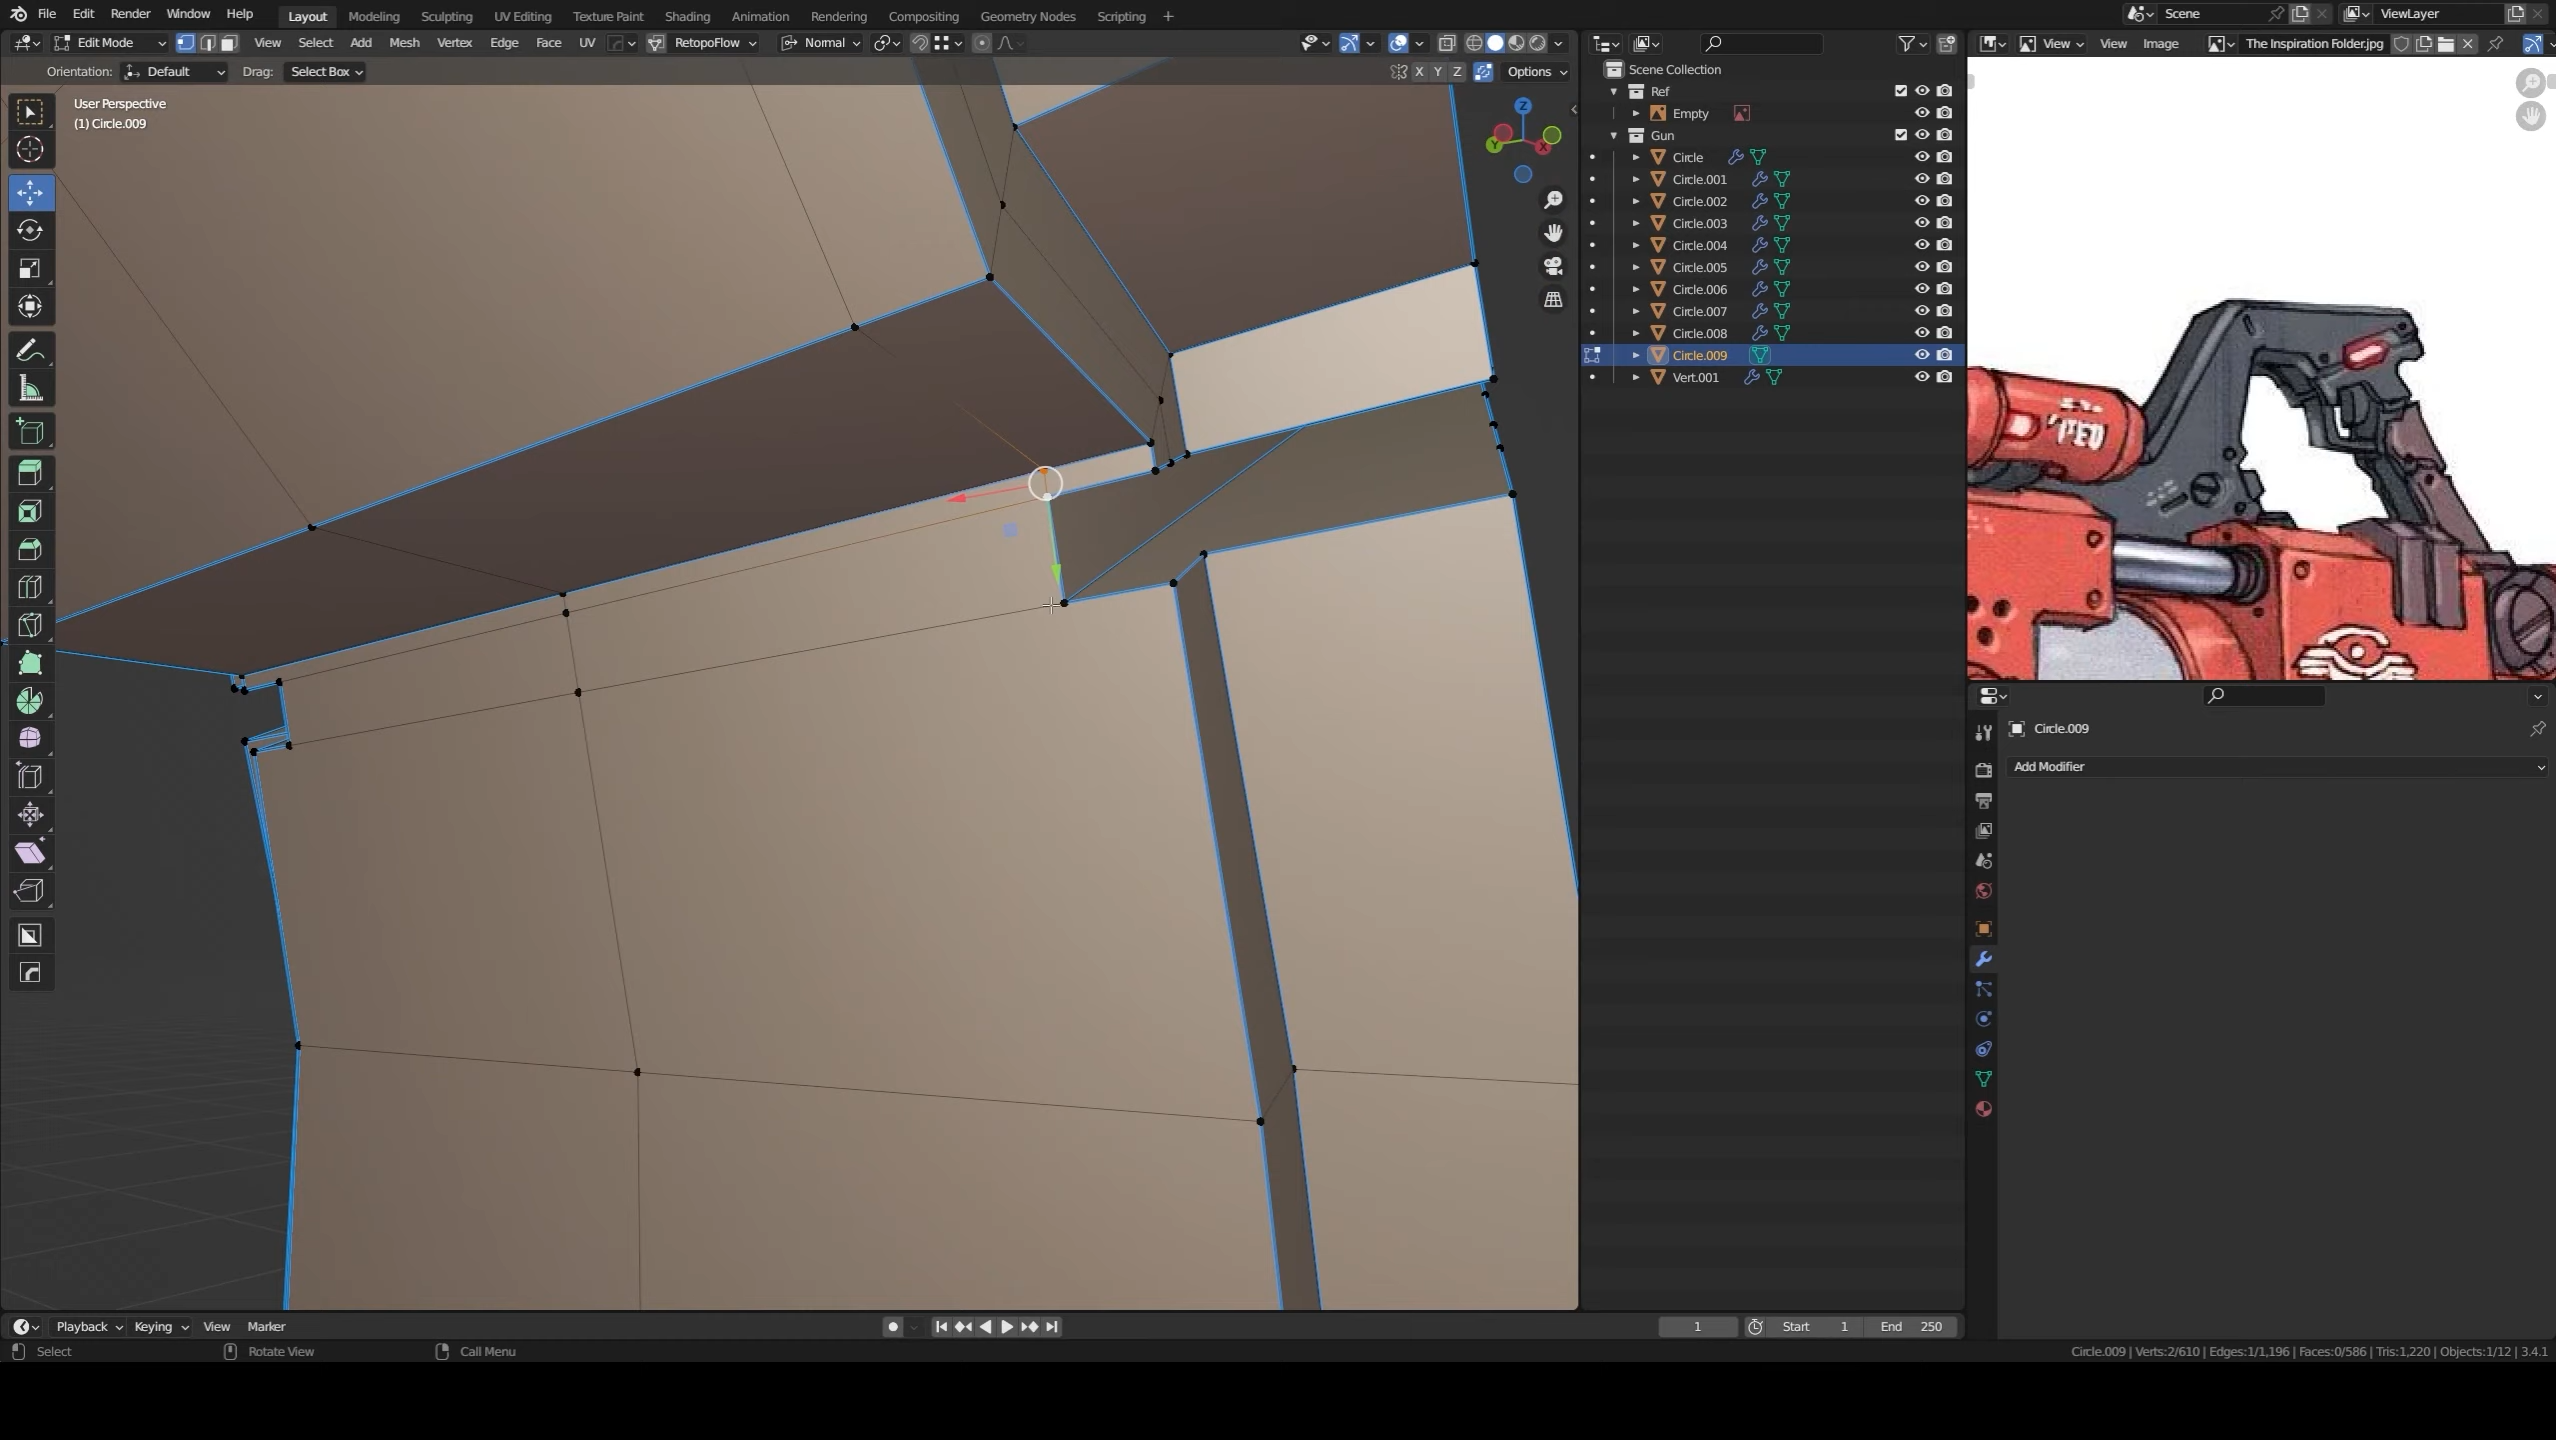 File Edit Render Window Help Layout Modeling Sculpting UV Editing Texture Paint Shading Animation Rendering Compositing Geometry Nodes Scripting + Scene ViewLayer
Edit Mode View Select Add Mesh Vertex Edge Face UV RetopoFlow Normal View View Image The Inspiration Folder.jpg
Orientation: Default Drag: Select Box X Y Z Options
Scene Collection
User Perspective
(1) Circle.009
Ref
Empty
Gun
Circle
Circle.001
Circle.002
Circle.003
Circle.004
Circle.005
Circle.006
Circle.007
Circle.008
Circle.009
Vert.001
Z
Y
X
Circle.009
Add Modifier
Playback Keying View Marker 1 Start 1 End 250
Select Rotate View Call Menu Circle.009 | Verts:2/610 | Edges:1/1,196 | Faces:0/586 | Tris:1,220 | Objects:1/12 | 3.4.1